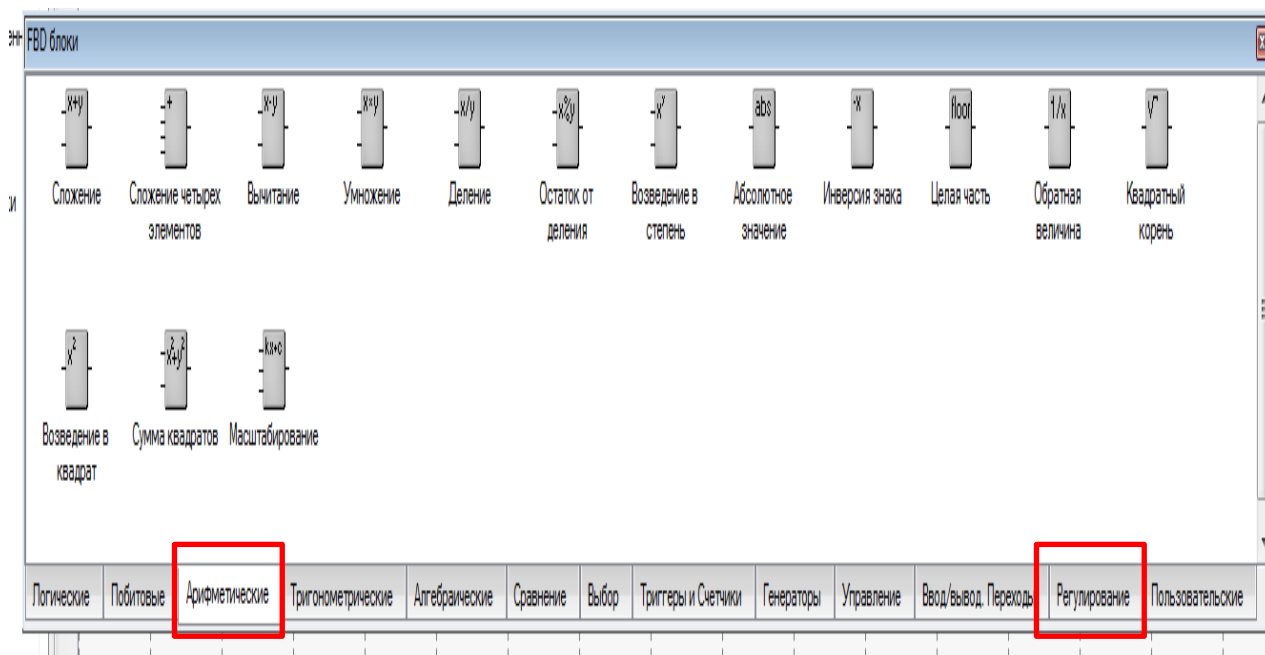 енн
FBD блоки
x
x+y
+
x-y
x×y
x/y
x%y
x^y
abs
-x
floor
1/x
√
Сложение
Сложение четырех
элементов
Вычитание
Умножение
Деление
Остаток от
деления
Возведение в
степень
Абсолютное
значение
Инверсия знака
Целая часть
Обратная
величина
Квадратный
корень
ки
x²
x²+y²
kx+c
Возведение в
квадрат
Сумма квадратов
Масштабирование
Логические
Побитовые
Арифметические
Тригонометрические
Алгебраические
Сравнение
Выбор
Триггеры и Счетчики
Генераторы
Управление
Ввод/вывод. Переходы
Регулирование
Пользовательские